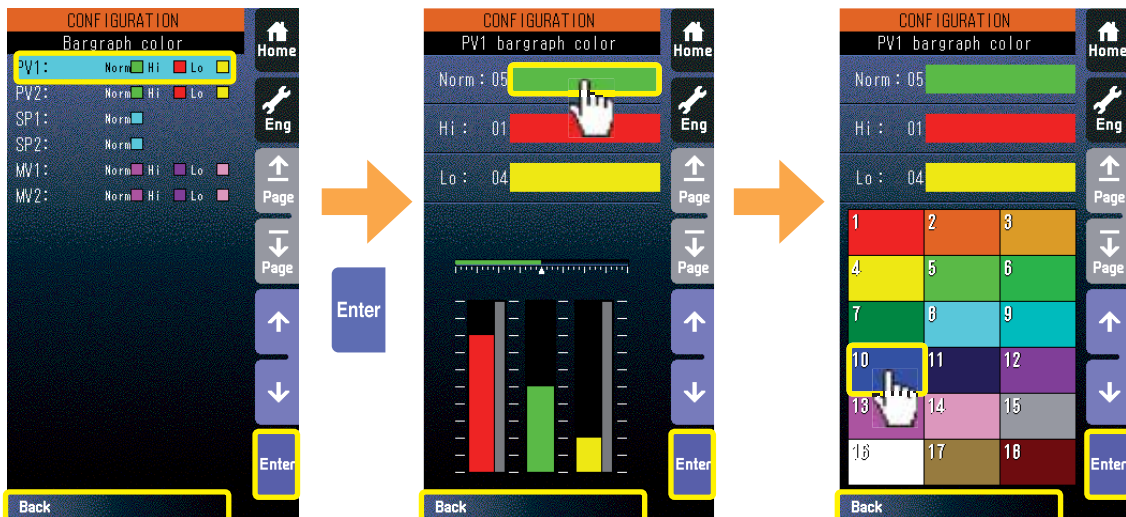 CONFIGURATION
Bargraph color
PV1: Norm Hi Lo
PV2: Norm Hi Lo
SP1: Norm
SP2: Norm
MV1: Norm Hi Lo
MV2: Norm Hi Lo
Home
Eng
Page
Page
Enter
Back
Enter
CONFIGURATION
PV1 bargraph color
Norm: 05
Hi: 01
Lo: 04
Home
Eng
Page
Page
Enter
Back
CONFIGURATION
PV1 bargraph color
Norm: 05
Hi: 01
Lo: 04
1 2 3
4 5 6
7 8 9
10 11 12
13 14 15
16 17 18
Home
Eng
Page
Page
Enter
Back